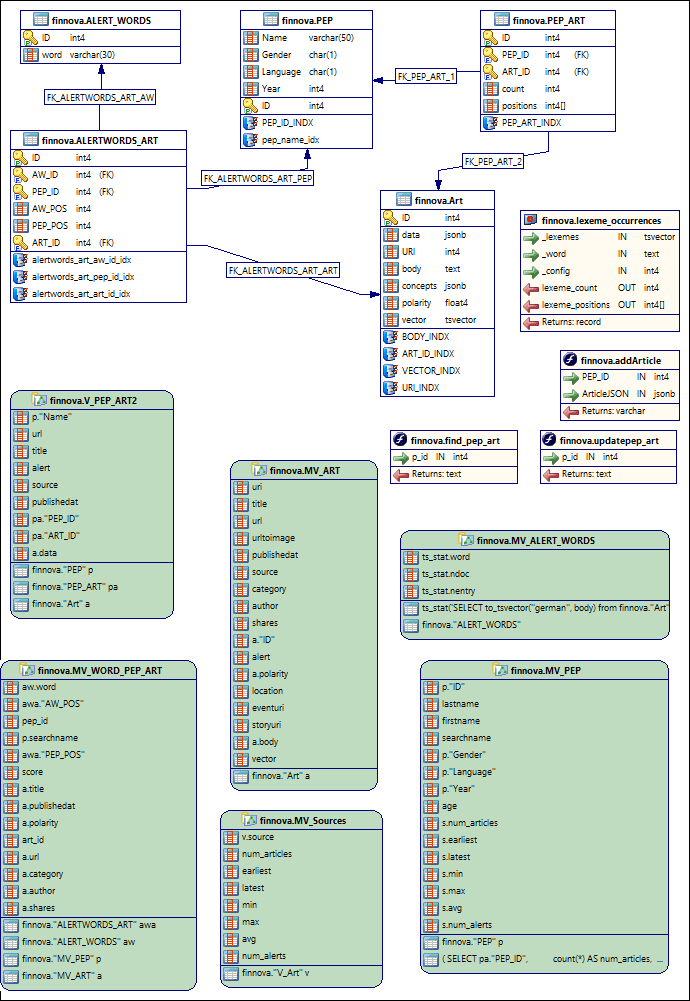 finnova.ALERT_WORDS
ID int4
word varchar(30)
FK_ALERTWORDS_ART_AW
finnova.PEP
Name varchar(50)
Gender char(1)
Language char(1)
Year int4
ID int4
PEP_ID_INDX
pep_name_idx
FK_PEP_ART_1
finnova.PEP_ART
ID int4
PEP_ID int4 (FK)
ART_ID int4 (FK)
count int4
positions int4[]
PEP_ART_INDX
FK_PEP_ART_2
finnova.ALERTWORDS_ART
ID int4
AW_ID int4 (FK)
PEP_ID int4 (FK)
AW_POS int4
PEP_POS int4
ART_ID int4 (FK)
alertwords_art_aw_id_idx
alertwords_art_pep_id_idx
alertwords_art_art_id_idx
FK_ALERTWORDS_ART_PEP
FK_ALERTWORDS_ART_ART
finnova.Art
ID int4
data jsonb
URI int4
body text
concepts jsonb
polarity float4
vector tsvector
BODY_INDX
ART_ID_INDX
VECTOR_INDX
URI_INDX
finnova.lexeme_occurrences
_lexemes IN tsvector
_word IN text
_config IN int4
lexeme_count OUT int4
lexeme_positions OUT int4[]
Returns: record
finnova.addArticle
PEP_ID IN int4
ArticleJSON IN jsonb
Returns: varchar
finnova.find_pep_art
p_id IN int4
Returns: text
finnova.updatepep_art
p_id IN int4
Returns: text
finnova.V_PEP_ART2
p."Name"
url
title
alert
source
publishedat
pa."PEP_ID"
pa."ART_ID"
a.data
finnova."PEP" p
finnova."PEP_ART" pa
finnova."Art" a
finnova.MV_ART
uri
title
url
urltoimage
publishedat
source
category
author
shares
a."ID"
alert
a.polarity
location
eventuri
storyuri
a.body
vector
finnova."Art" a
finnova.MV_ALERT_WORDS
ts_stat.word
ts_stat.ndoc
ts_stat.nentry
ts_stat('SELECT to_tsvector("german", body) from finnova."Art"
finnova."ALERT_WORDS"
finnova.MV_WORD_PEP_ART
aw.word
awa."AW_POS"
pep_id
p.searchname
awa."PEP_POS"
score
a.title
a.publishedat
a.polarity
art_id
a.url
a.category
a.author
a.shares
finnova."ALERTWORDS_ART" awa
finnova."ALERT_WORDS" aw
finnova."MV_PEP" p
finnova."MV_ART" a
finnova.MV_Sources
v.source
num_articles
earliest
latest
min
max
avg
num_alerts
finnova."V_Art" v
finnova.MV_PEP
p."ID"
lastname
firstname
searchname
p."Gender"
p."Language"
p."Year"
age
s.num_articles
s.earliest
s.latest
s.min
s.max
s.avg
s.num_alerts
finnova."PEP" p
( SELECT pa."PEP_ID", count(*) AS num_articles, ...